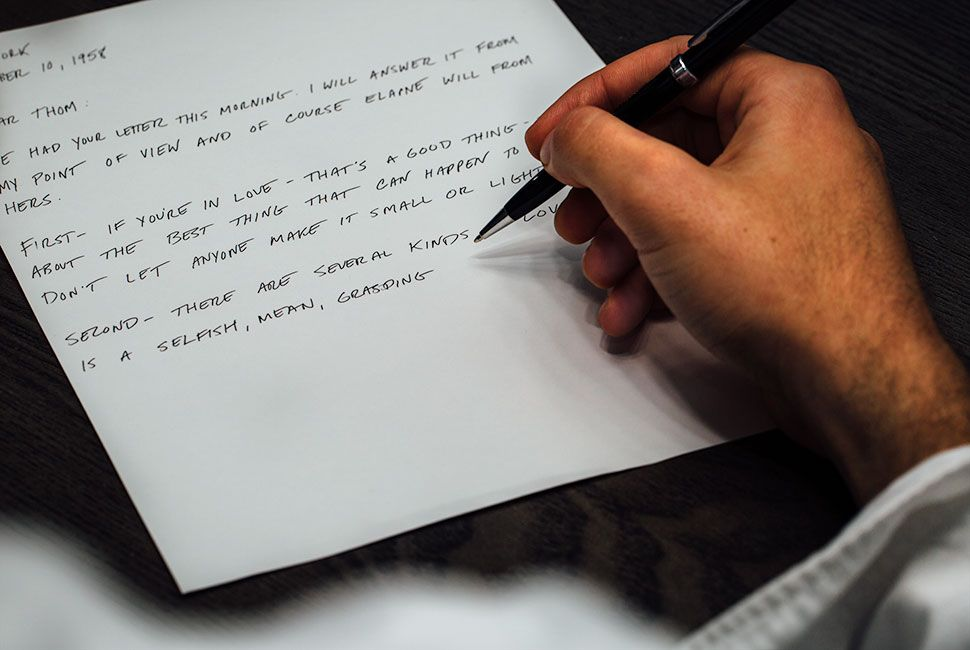 ORK
BER 10, 1958
AR THOM:
E HAD YOUR LETTER THIS MORNING. I WILL ANSWER IT FROM
MY POINT OF VIEW AND OF COURSE ELAINE WILL FROM
HERS.
FIRST- IF YOU'RE IN LOVE - THAT'S A GOOD THING -
ABOUT THE BEST THING THAT CAN HAPPEN TO
DON'T LET ANYONE MAKE IT SMALL OR LIGHT
SECOND- THERE ARE SEVERAL KINDS LOV
IS A SELFISH, MEAN, GRASPING